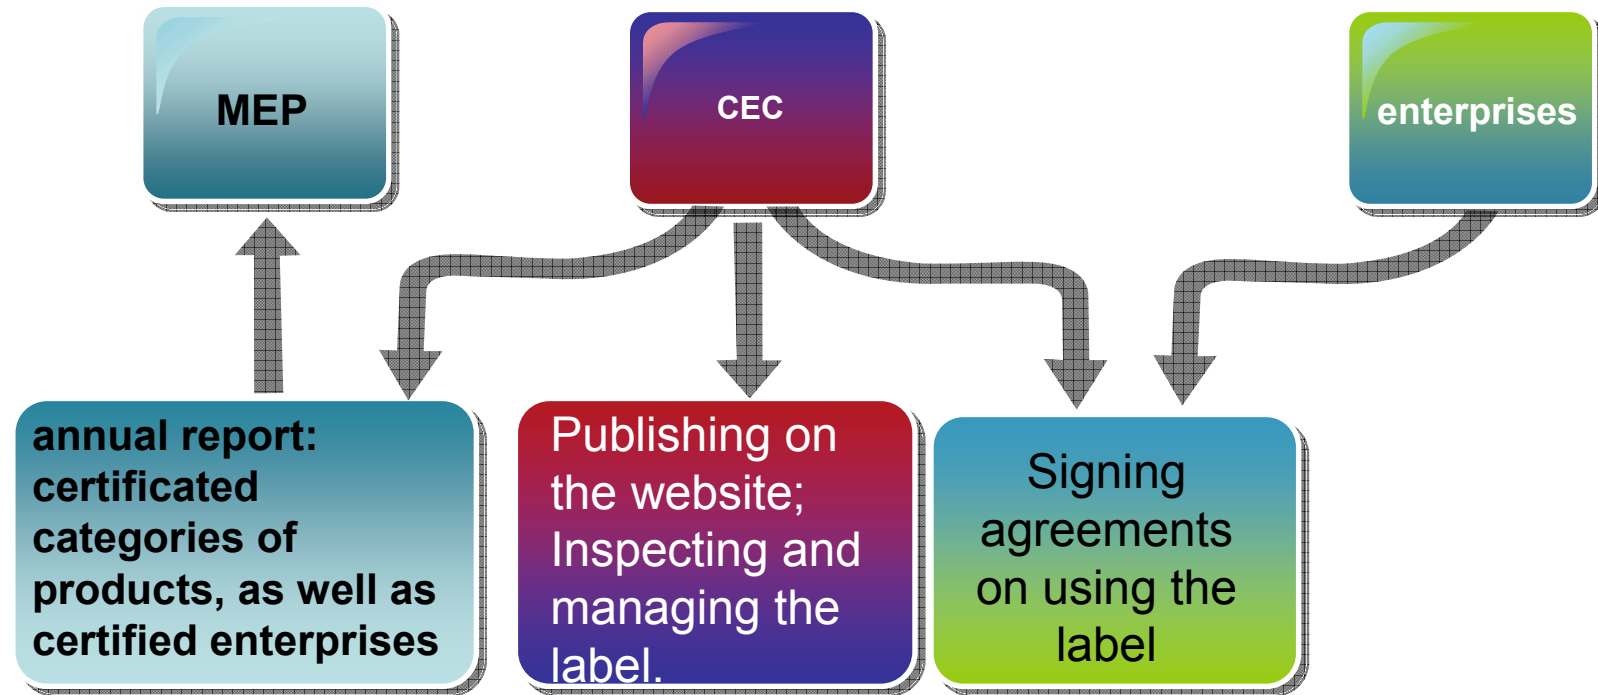 MEP
CEC
enterprises
annual report:
certificated
categories of
products, as well as
certified enterprises
Publishing on
the website;
Inspecting and
managing the
label.
Signing
agreements
on using the
label